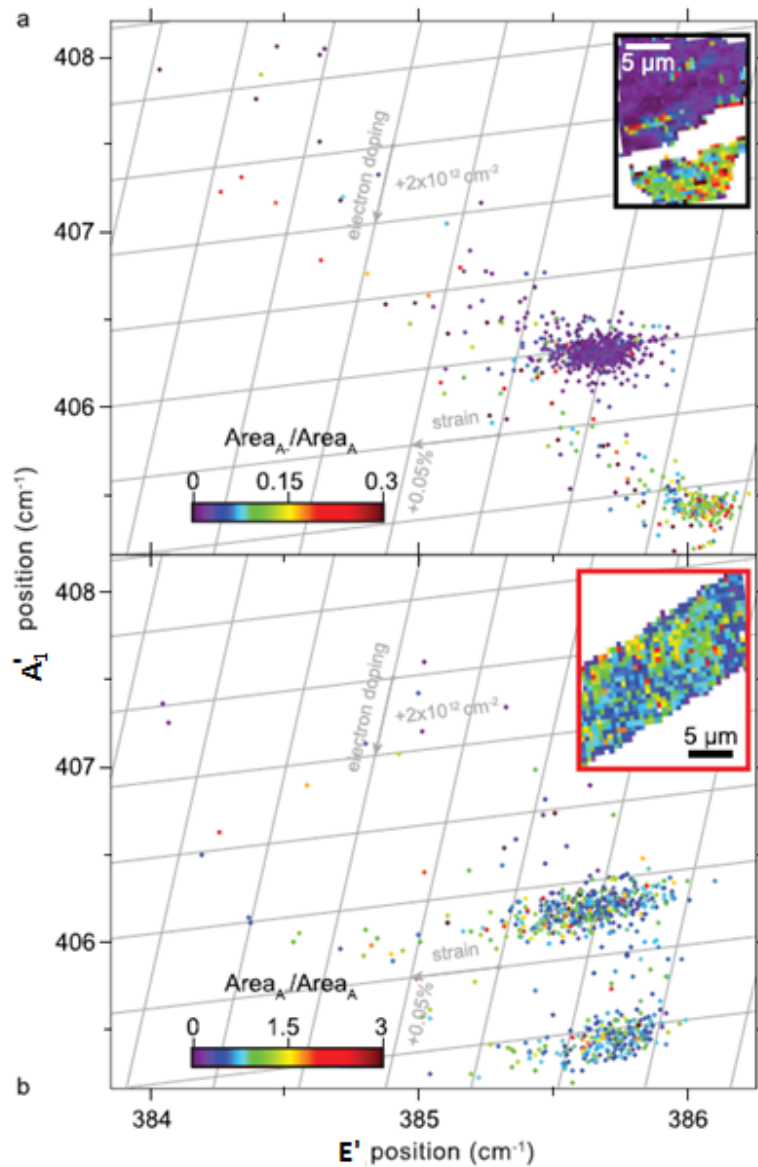 a
408
407
406
5 µm
electron doping
+2x10¹² cm⁻²
strain
+0.05%
Area_A-/Area_A
0 0.15 0.3
A'₁ position (cm⁻¹)
408
407
406
5 µm
electron doping
+2x10¹² cm⁻²
strain
+0.05%
Area_A-/Area_A
0 1.5 3
b
384 385 386
E' position (cm⁻¹)